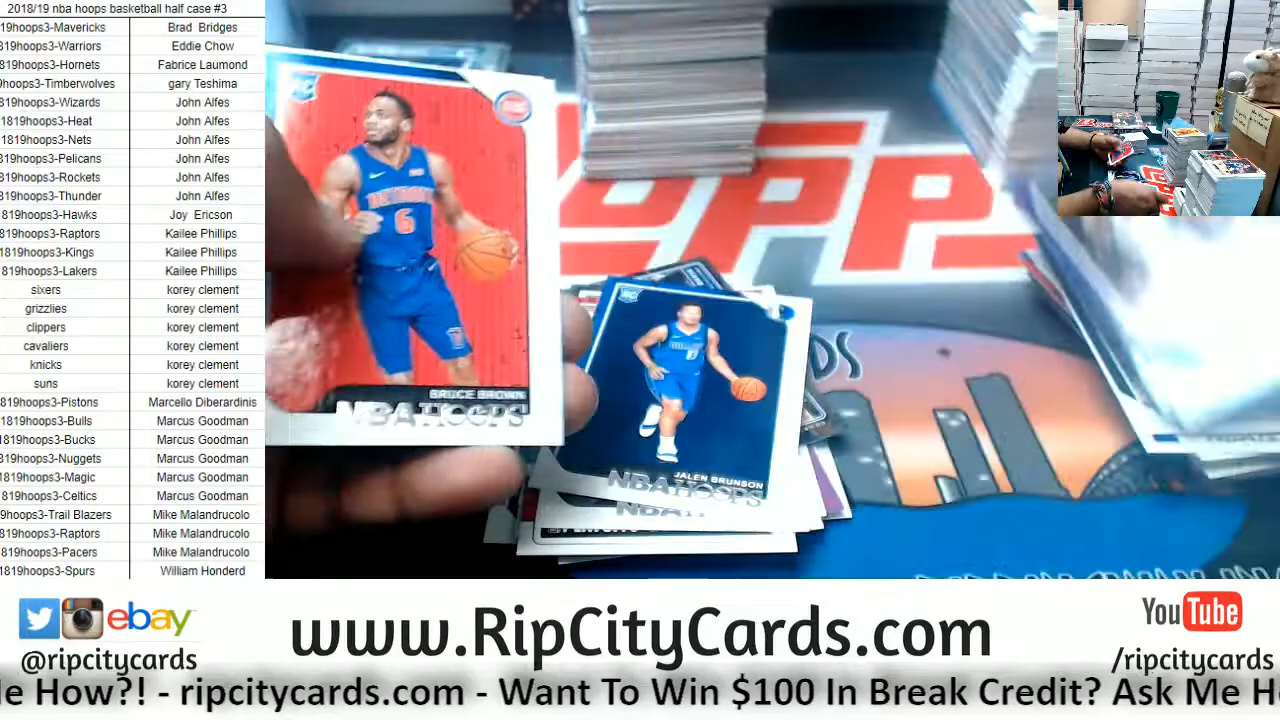 2018/19 nba hoops basketball half case #3
19hoops3-Mavericks Brad Bridges
819hoops3-Warriors Eddie Chow
819hoops3-Hornets Fabrice Laumond
9hoops3-Timberwolves gary Teshima
819hoops3-Wizards John Alfes
1819hoops3-Heat John Alfes
1819hoops3-Nets John Alfes
819hoops3-Pelicans John Alfes
819hoops3-Rockets John Alfes
819hoops3-Thunder John Alfes
819hoops3-Hawks Joy Ericson
819hoops3-Raptors Kailee Phillips
1819hoops3-Kings Kailee Phillips
819hoops3-Lakers Kailee Phillips
sixers korey clement
grizzlies korey clement
clippers korey clement
cavaliers korey clement
knicks korey clement
suns korey clement
819hoops3-Pistons Marcello Diberardinis
1819hoops3-Bulls Marcus Goodman
819hoops3-Bucks Marcus Goodman
819hoops3-Nuggets Marcus Goodman
1819hoops3-Magic Marcus Goodman
819hoops3-Celtics Marcus Goodman
9hoops3-Trail Blazers Mike Malandrucolo
819hoops3-Raptors Mike Malandrucolo
819hoops3-Pacers Mike Malandrucolo
1819hoops3-Spurs William Honderd
DETROIT
6
BRUCE BROWN
NBA HOOPS
JALEN BRUNSON
NBA HOOPS
NBA
TOPP
DS
ebay
@ripcitycards
www.RipCityCards.com
YouTube
/ripcitycards
Me How?! - ripcitycards.com - Want To Win $100 In Break Credit? Ask Me H